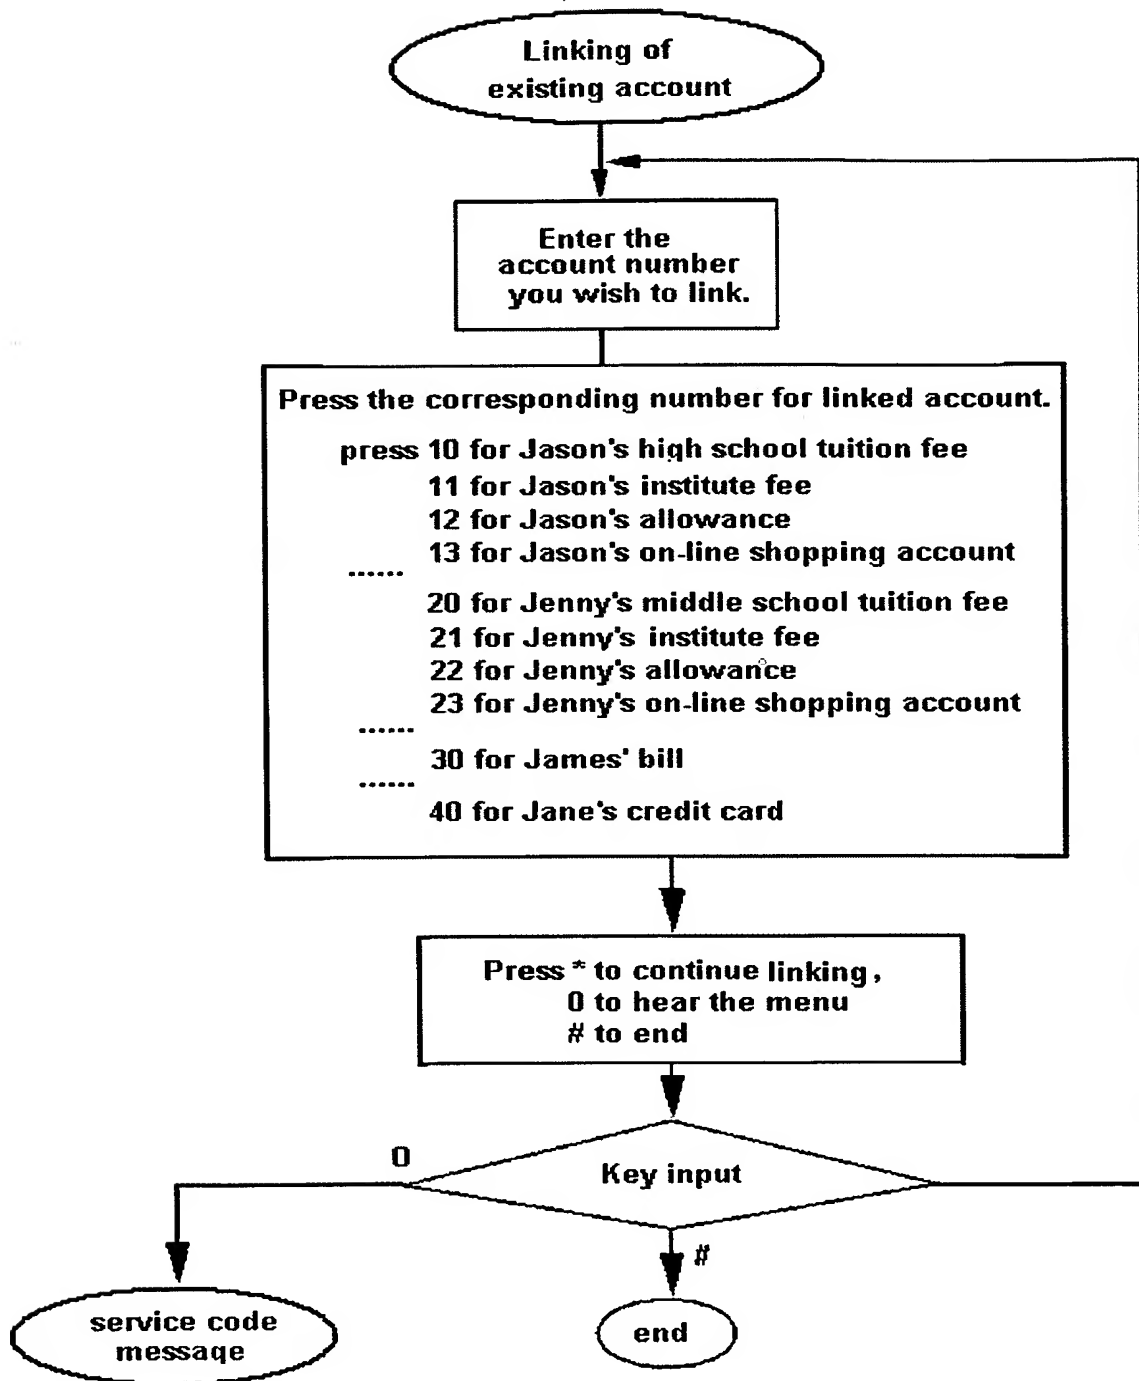 Linking of
existing account
Enter the
account number
you wish to link.
Press the corresponding number for linked account.
press 10 for Jason's high school tuition fee
11 for Jason's institute fee
12 for Jason's allowance
13 for Jason's on-line shopping account
......
20 for Jenny's middle school tuition fee
21 for Jenny's institute fee
22 for Jenny's allowance
23 for Jenny's on-line shopping account
......
30 for James' bill
......
40 for Jane's credit card
Press * to continue linking,
0 to hear the menu
# to end
0
Key input
#
service code
message
end